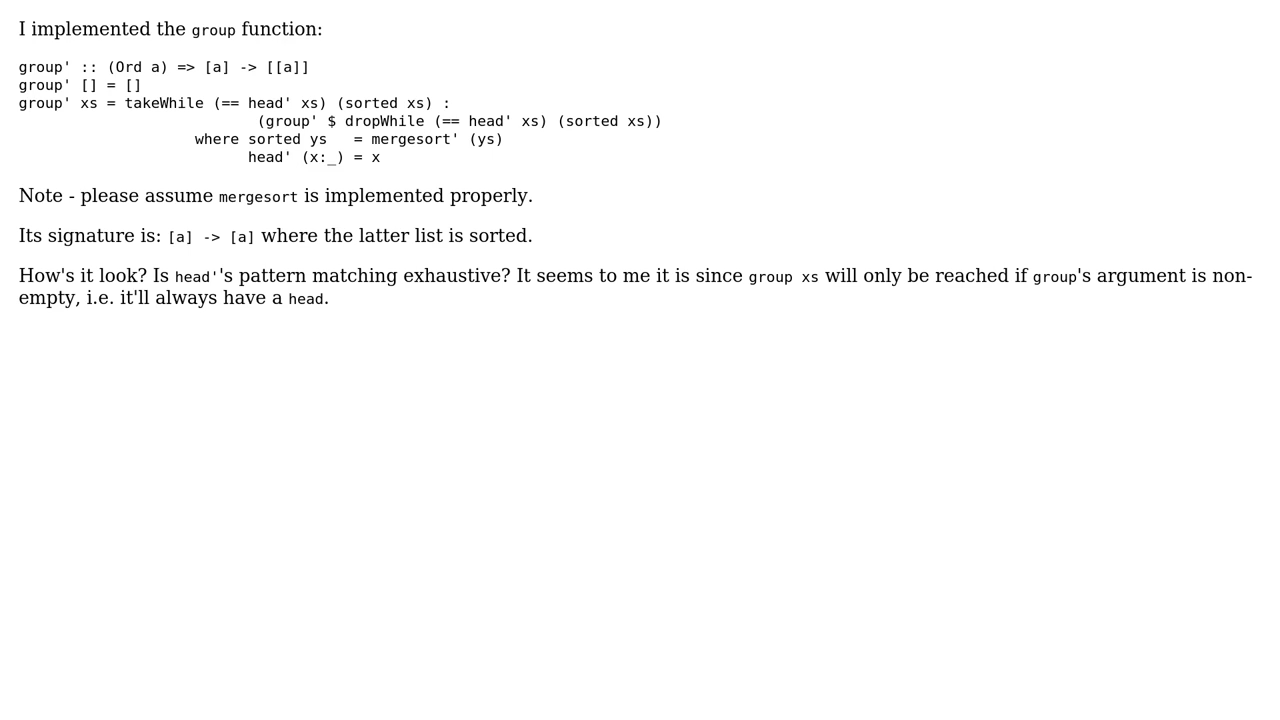 I implemented the group function:
group' :: (Ord a) => [a] -> [[a]]
group' [] = []
group' xs = takeWhile (== head' xs) (sorted xs) :
                           (group' $ dropWhile (== head' xs) (sorted xs))
                    where sorted ys   = mergesort' (ys)
                          head' (x:_) = x
Note - please assume mergesort is implemented properly.
Its signature is: [a] -> [a] where the latter list is sorted.
How's it look? Is head''s pattern matching exhaustive? It seems to me it is since group xs will only be reached if group's argument is non-
empty, i.e. it'll always have a head.